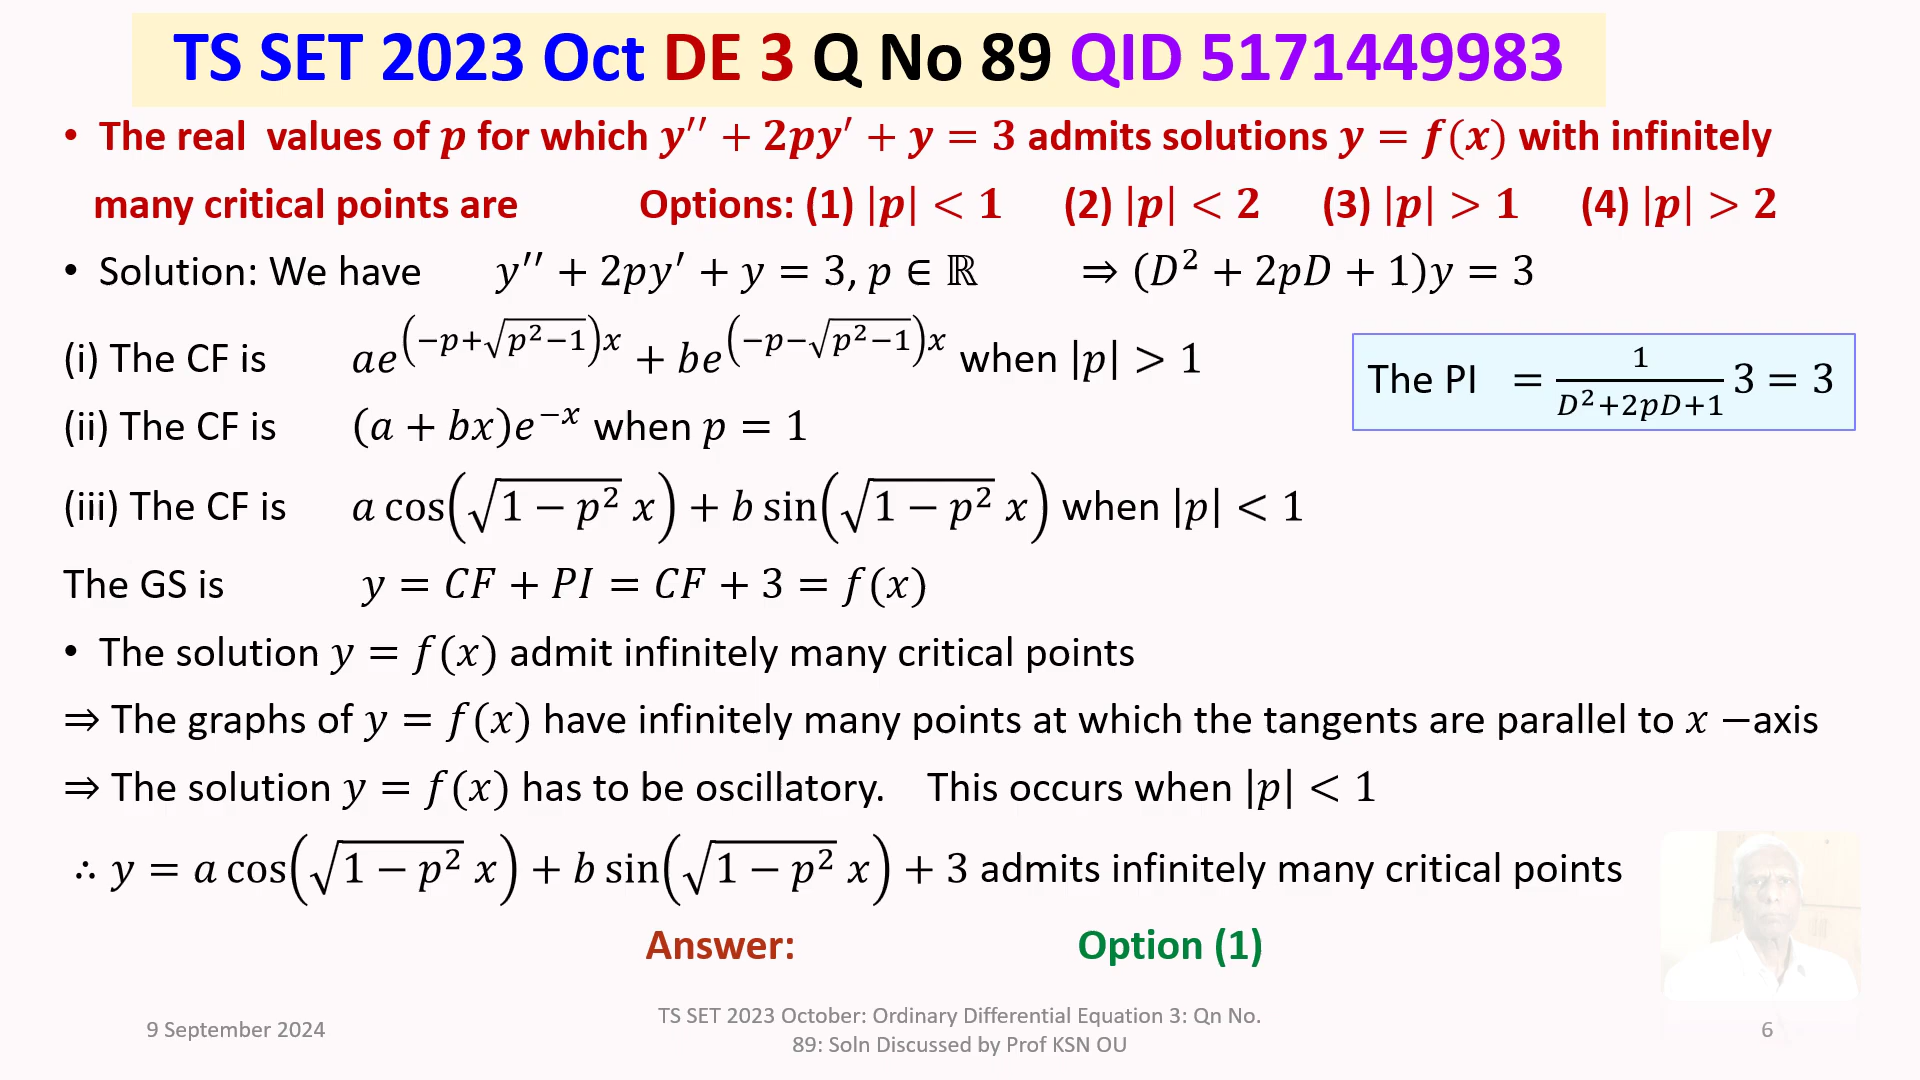 TS SET 2023 Oct DE 3 Q No 89 QID 5171449983
• The real values of p for which y′′ + 2py′ + y = 3 admits solutions y = f(x) with infinitely
many critical points are Options: (1) |p| < 1 (2) |p| < 2 (3) |p| > 1 (4) |p| > 2
• Solution: We have y′′ + 2py′ + y = 3, p ∈ ℝ ⇒ (D² + 2pD + 1)y = 3
(i) The CF is ae^(−p+√(p²−1))x + be^(−p−√(p²−1))x when |p| > 1
The PI = 1/(D²+2pD+1) 3 = 3
(ii) The CF is (a + bx)e^−x when p = 1
(iii) The CF is a cos(√(1 − p²) x) + b sin(√(1 − p²) x) when |p| < 1
The GS is y = CF + PI = CF + 3 = f(x)
• The solution y = f(x) admit infinitely many critical points
⇒ The graphs of y = f(x) have infinitely many points at which the tangents are parallel to x −axis
⇒ The solution y = f(x) has to be oscillatory. This occurs when |p| < 1
∴ y = a cos(√(1 − p²) x) + b sin(√(1 − p²) x) + 3 admits infinitely many critical points
Answer: Option (1)
9 September 2024
TS SET 2023 October: Ordinary Differential Equation 3: Qn No.
89: Soln Discussed by Prof KSN OU
6